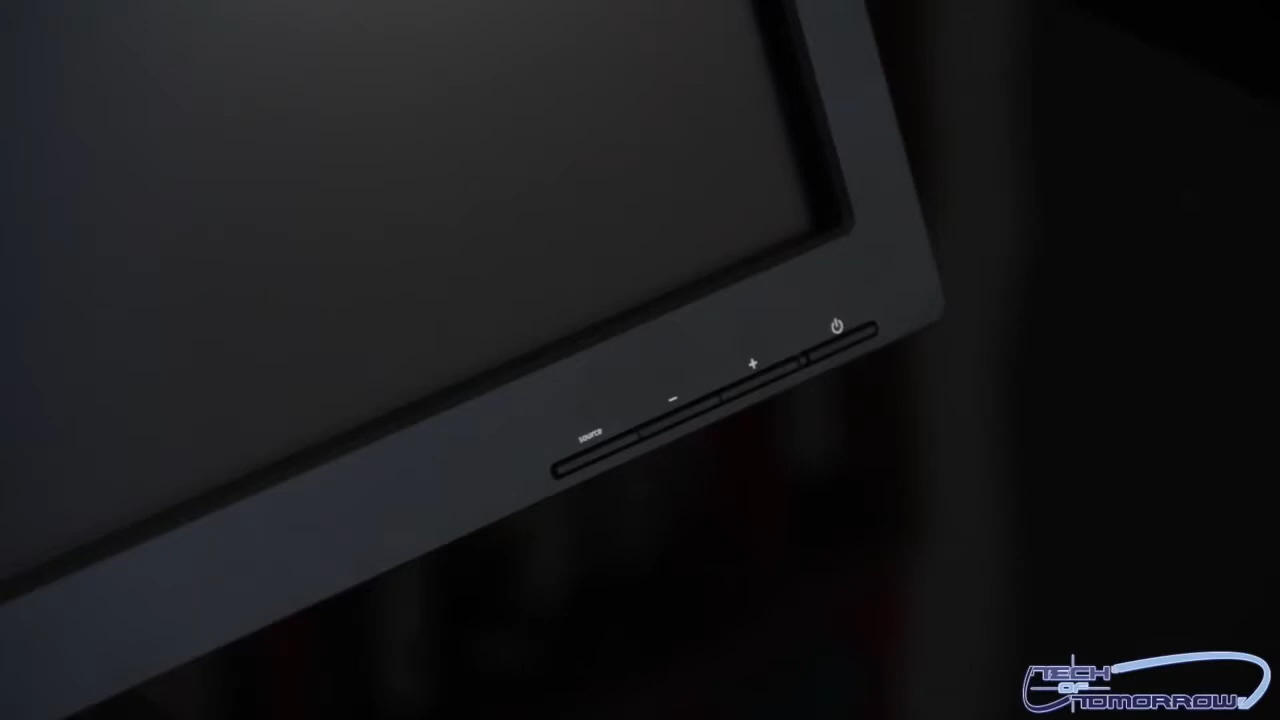 source
-
+
TECH
OF
TOMORROW